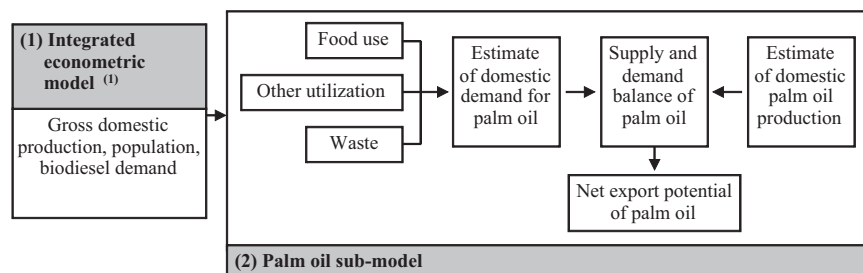 (1) Integrated
econometric
model (1)
Gross domestic
production, population,
biodiesel demand
Food use
Other utilization
Waste
Estimate
of domestic
demand for
palm oil
Supply and
demand
balance of
palm oil
Estimate
of domestic
palm oil
production
Net export potential
of palm oil
(2) Palm oil sub-model